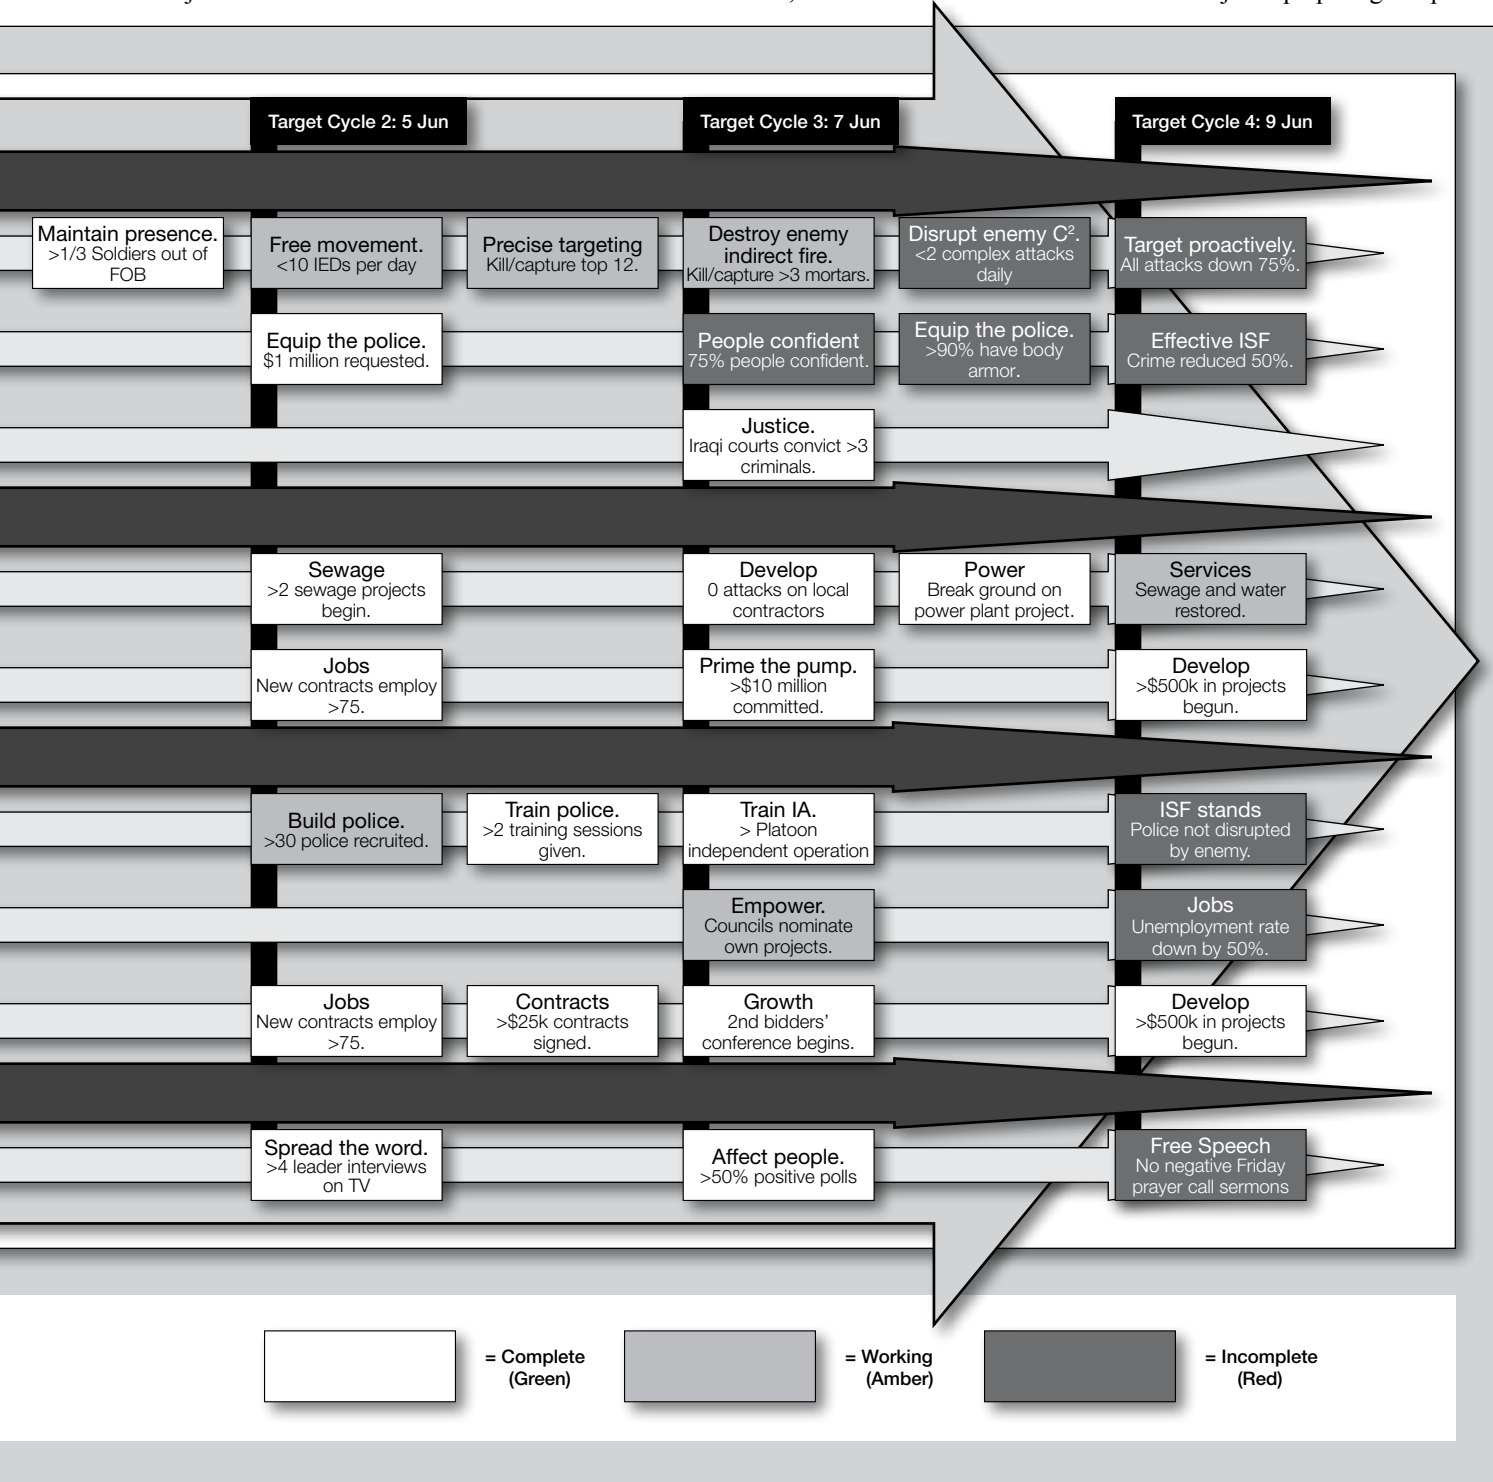 Target Cycle 2: 5 Jun
Target Cycle 3: 7 Jun
Target Cycle 4: 9 Jun
Maintain presence.
>1/3 Soldiers out of
FOB
Free movement.
<10 IEDs per day
Precise targeting
Kill/capture top 12.
Destroy enemy
indirect fire.
Kill/capture >3 mortars.
Disrupt enemy C².
<2 complex attacks
daily
Target proactively.
All attacks down 75%.
Equip the police.
$1 million requested.
People confident
75% people confident.
Equip the police.
>90% have body
armor.
Effective ISF
Crime reduced 50%.
Justice.
Iraqi courts convict >3
criminals.
Sewage
>2 sewage projects
begin.
Develop
0 attacks on local
contractors
Power
Break ground on
power plant project.
Services
Sewage and water
restored.
Jobs
New contracts employ
>75.
Prime the pump.
>$10 million
committed.
Develop
>$500k in projects
begun.
Build police.
>30 police recruited.
Train police.
>2 training sessions
given.
Train IA.
> Platoon
independent operation
ISF stands
Police not disrupted
by enemy.
Empower.
Councils nominate
own projects.
Jobs
Unemployment rate
down by 50%.
Jobs
New contracts employ
>75.
Contracts
>$25k contracts
signed.
Growth
2nd bidders’
conference begins.
Develop
>$500k in projects
begun.
Spread the word.
>4 leader interviews
on TV
Affect people.
>50% positive polls
Free Speech
No negative Friday
prayer call sermons
= Complete
(Green)
= Working
(Amber)
= Incomplete
(Red)